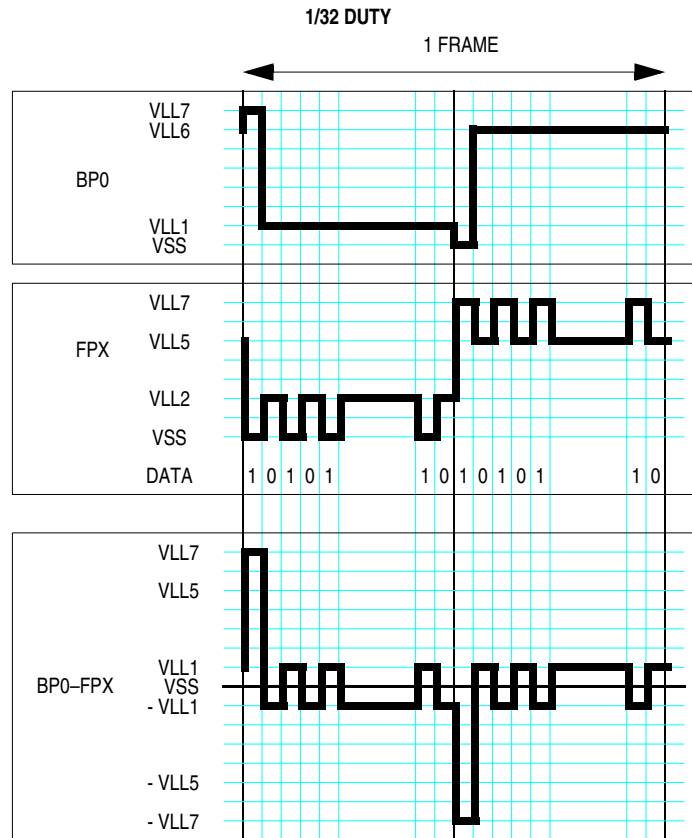 1/32 DUTY
1 FRAME
VLL7
VLL6
BP0
VLL1
VSS
VLL7
FPX
VLL5
VLL2
VSS
DATA 1 0 1 0 1 1 0 1 0 1 0 1 1 0
VLL7
VLL5
VLL1
BP0–FPX
VSS
- VLL1
- VLL5
- VLL7